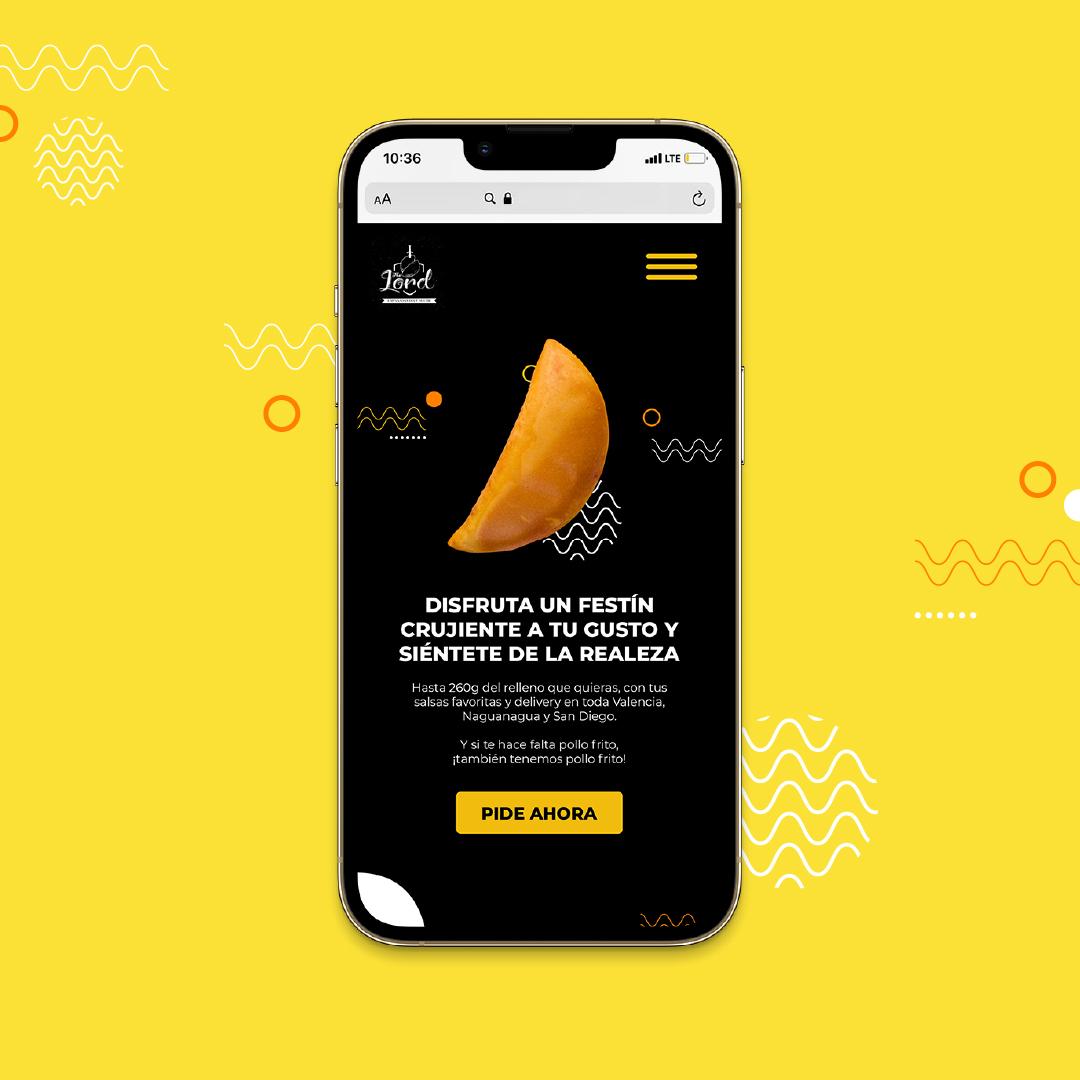 10:36
LTE
AA
The
Lord
DISFRUTA UN FESTÍN
CRUJIENTE A TU GUSTO Y
SIÉNTETE DE LA REALEZA
Hasta 260g del relleno que quieras, con tus
salsas favoritas y delivery en toda Valencia,
Naguanagua y San Diego.
Y si te hace falta pollo frito,
¡también tenemos pollo frito!
PIDE AHORA